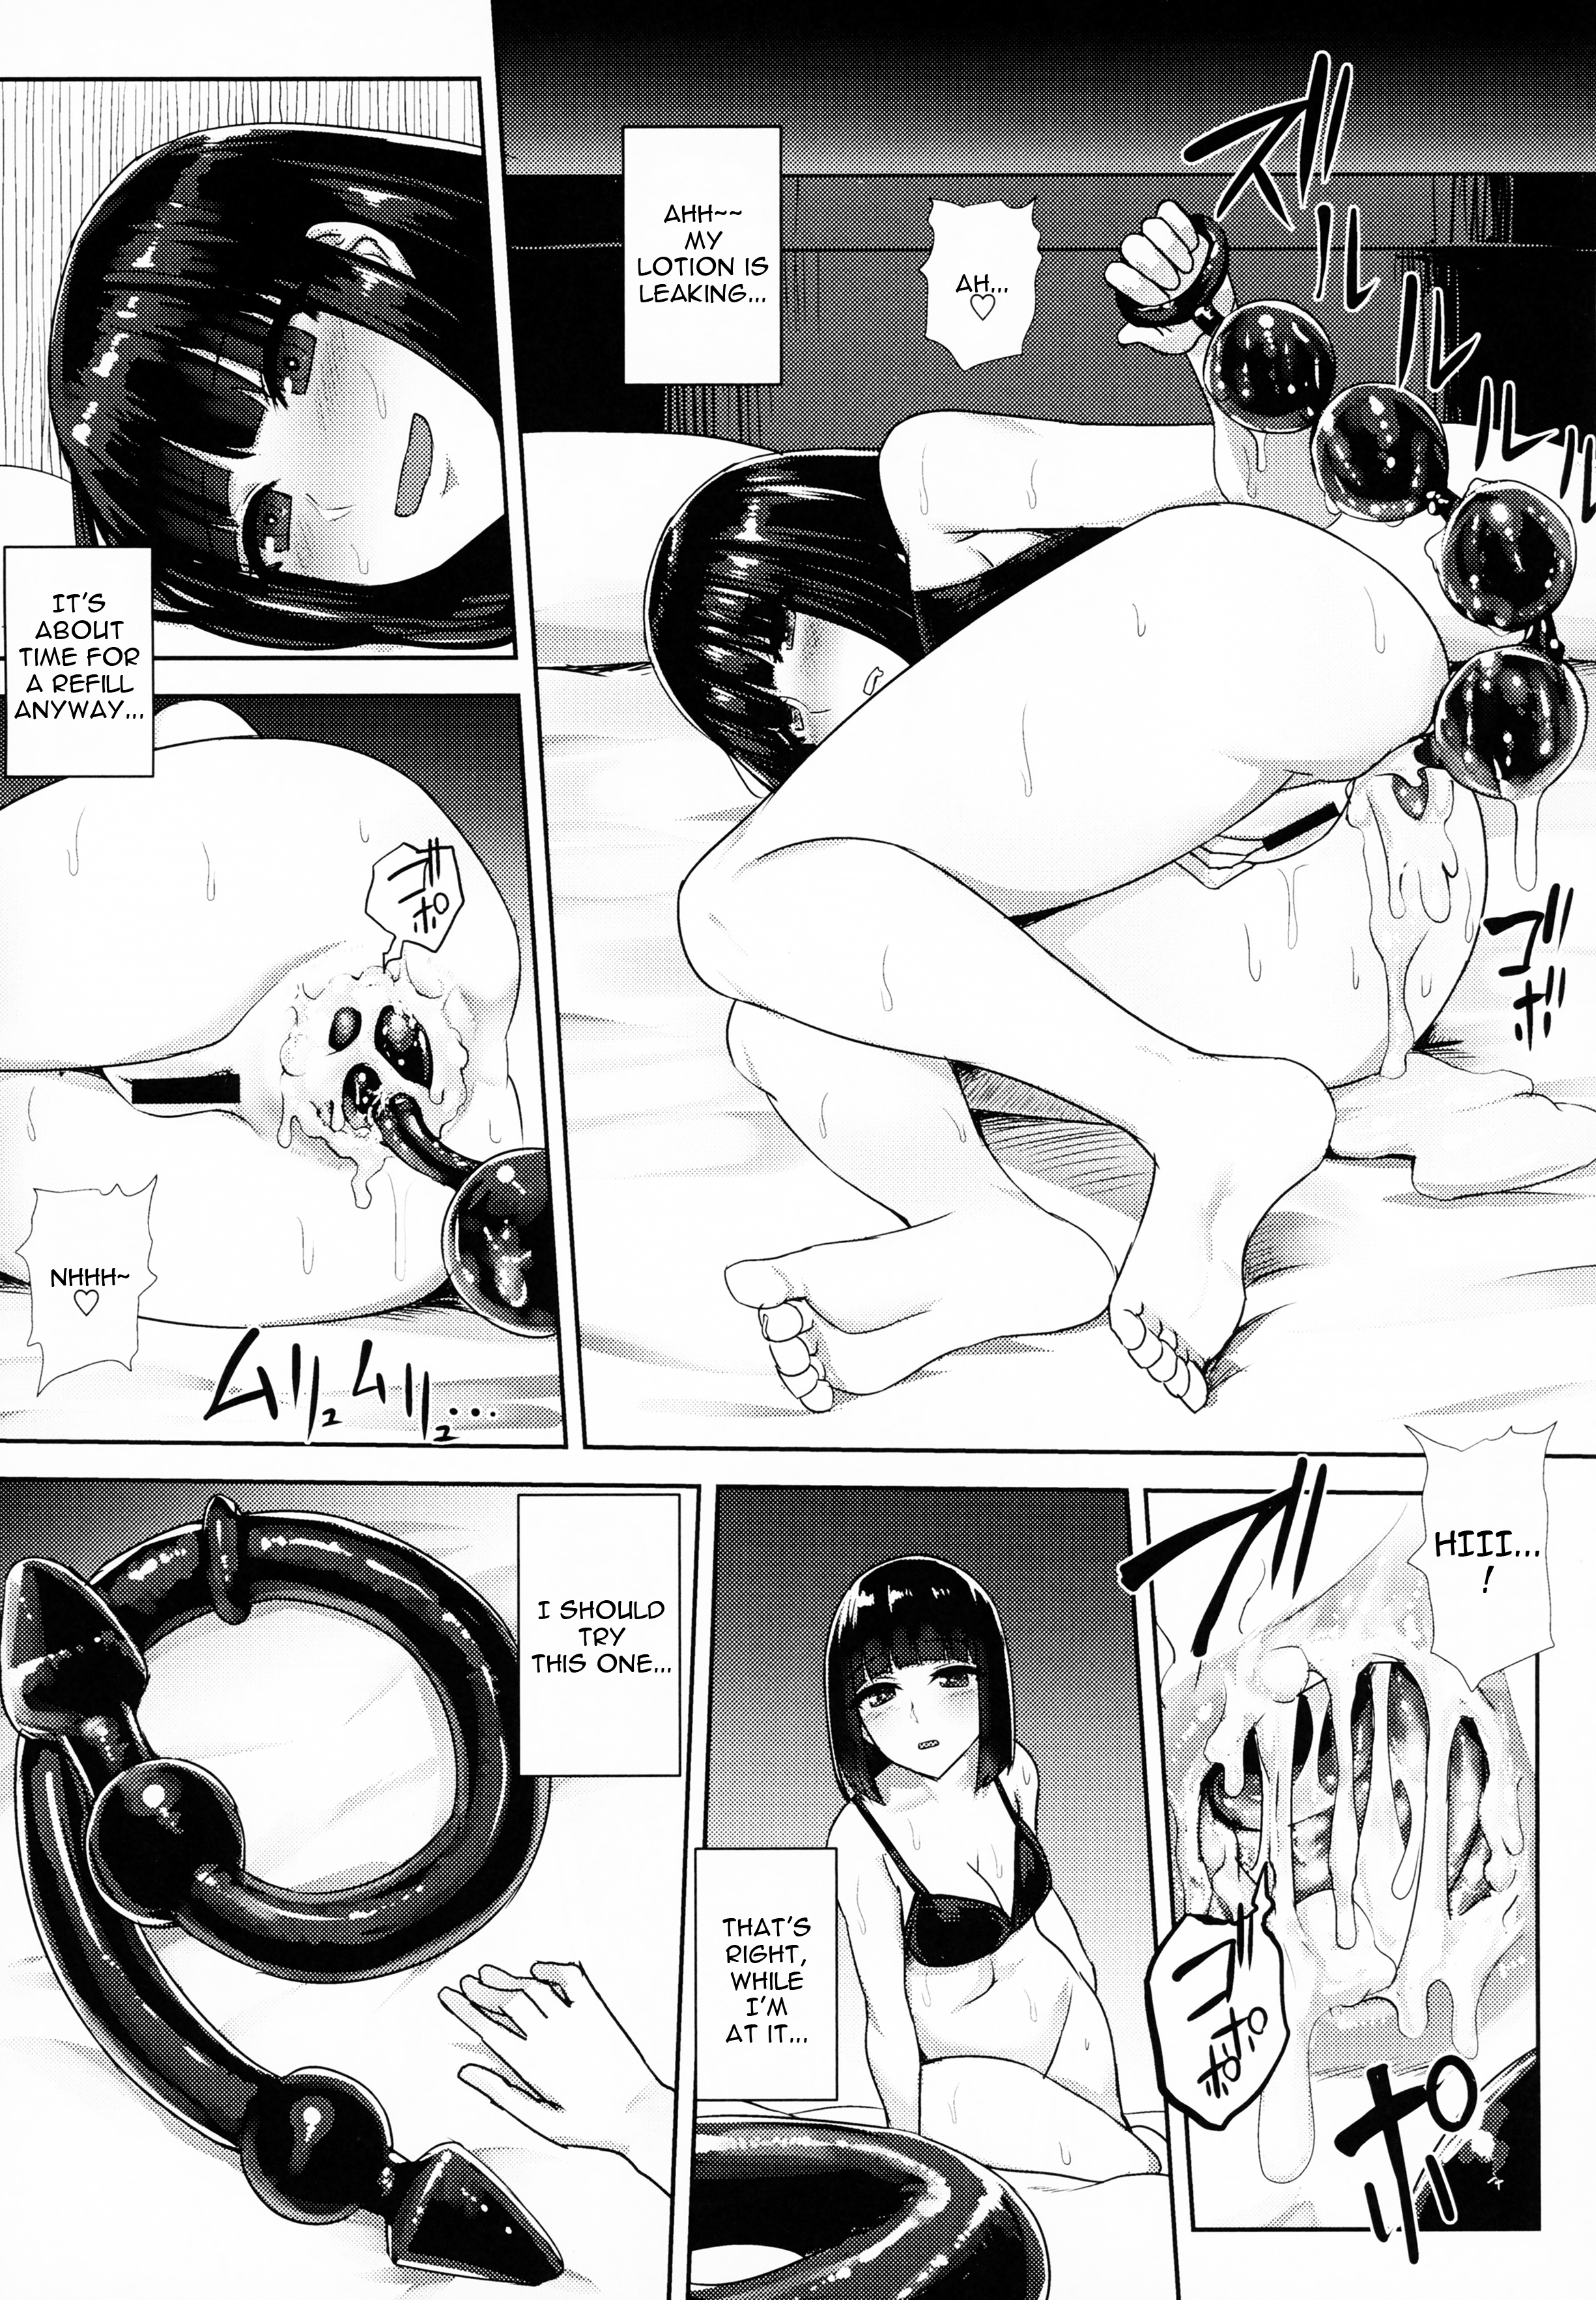 ズルルルル
AH...
♡
AHH~~
MY
LOTION IS
LEAKING...
ゴボ
IT'S
ABOUT
TIME FOR
A REFILL
ANYWAY...
ゴポ
NHHH~
♡
ムリュムリュ...
HIII...
!
ズ
ゴポポ
ポ
THAT'S
RIGHT,
WHILE
I'M
AT IT...
I SHOULD
TRY
THIS ONE...